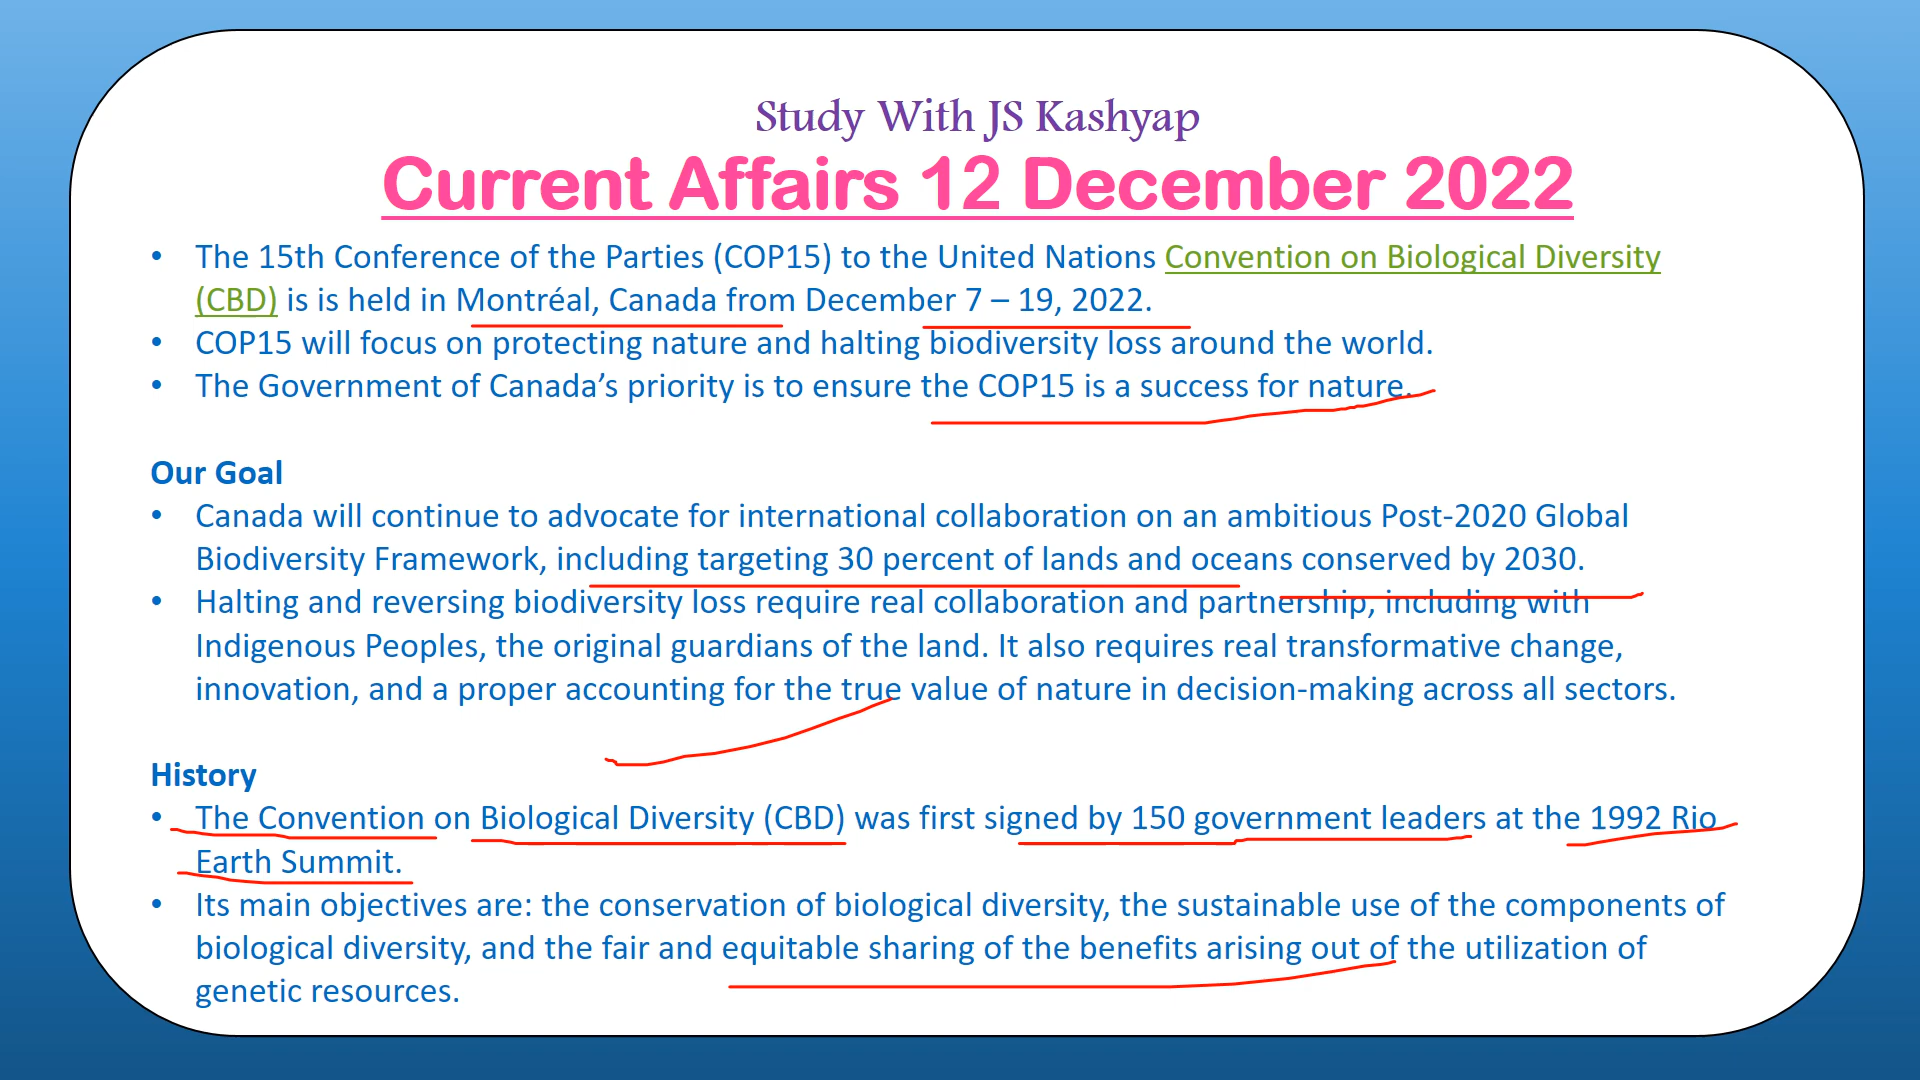 Study With JS Kashyap
Current Affairs 12 December 2022
• The 15th Conference of the Parties (COP15) to the United Nations Convention on Biological Diversity
(CBD) is is held in Montréal, Canada from December 7 – 19, 2022.
• COP15 will focus on protecting nature and halting biodiversity loss around the world.
• The Government of Canada’s priority is to ensure the COP15 is a success for nature.
Our Goal
• Canada will continue to advocate for international collaboration on an ambitious Post-2020 Global
Biodiversity Framework, including targeting 30 percent of lands and oceans conserved by 2030.
• Halting and reversing biodiversity loss require real collaboration and partnership, including with
Indigenous Peoples, the original guardians of the land. It also requires real transformative change,
innovation, and a proper accounting for the true value of nature in decision-making across all sectors.
History
• The Convention on Biological Diversity (CBD) was first signed by 150 government leaders at the 1992 Rio
Earth Summit.
• Its main objectives are: the conservation of biological diversity, the sustainable use of the components of
biological diversity, and the fair and equitable sharing of the benefits arising out of the utilization of
genetic resources.